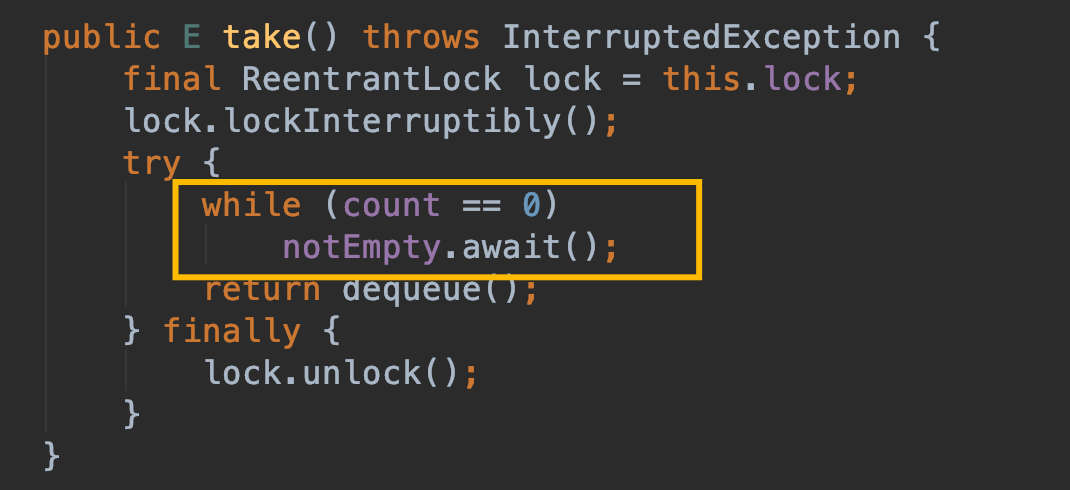 public E take() throws InterruptedException {
final ReentrantLock lock = this.lock;
lock.lockInterruptibly();
try {
while (count == 0)
notEmpty.await();
return dequeue();
} finally {
lock.unlock();
}
}